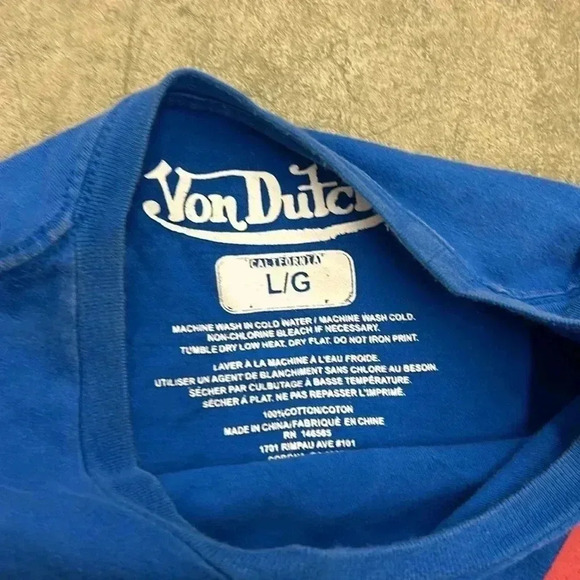 Von Dutch
CALIFORNIA
L/G
MACHINE WASH IN COLD WATER / MACHINE WASH COLD.
NON-CHLORINE BLEACH IF NECESSARY.
TUMBLE DRY LOW HEAT. DRY FLAT. DO NOT IRON PRINT.
LAVER À LA MACHINE À L'EAU FROIDE.
UTILISER UN AGENT DE BLANCHIMENT SANS CHLORE AU BESOIN.
SÉCHER PAR CULBUTAGE À BASSE TEMPÉRATURE.
SÉCHER À PLAT. NE PAS REPASSER L'IMPRIMÉ.
100%COTTON/COTON
MADE IN CHINA/FABRIQUÉ EN CHINE
RN 146585
1701 RIMPAU AVE #101